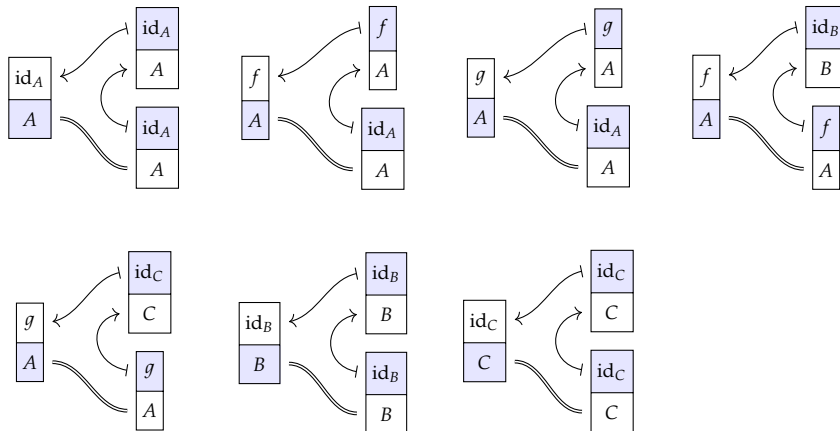 id_A id_A A A id_A A
f f A A id_A A
g g A A id_A A
f id_B B A f A
g id_C C A g A
id_B id_B B B id_B B
id_C id_C C C id_C C